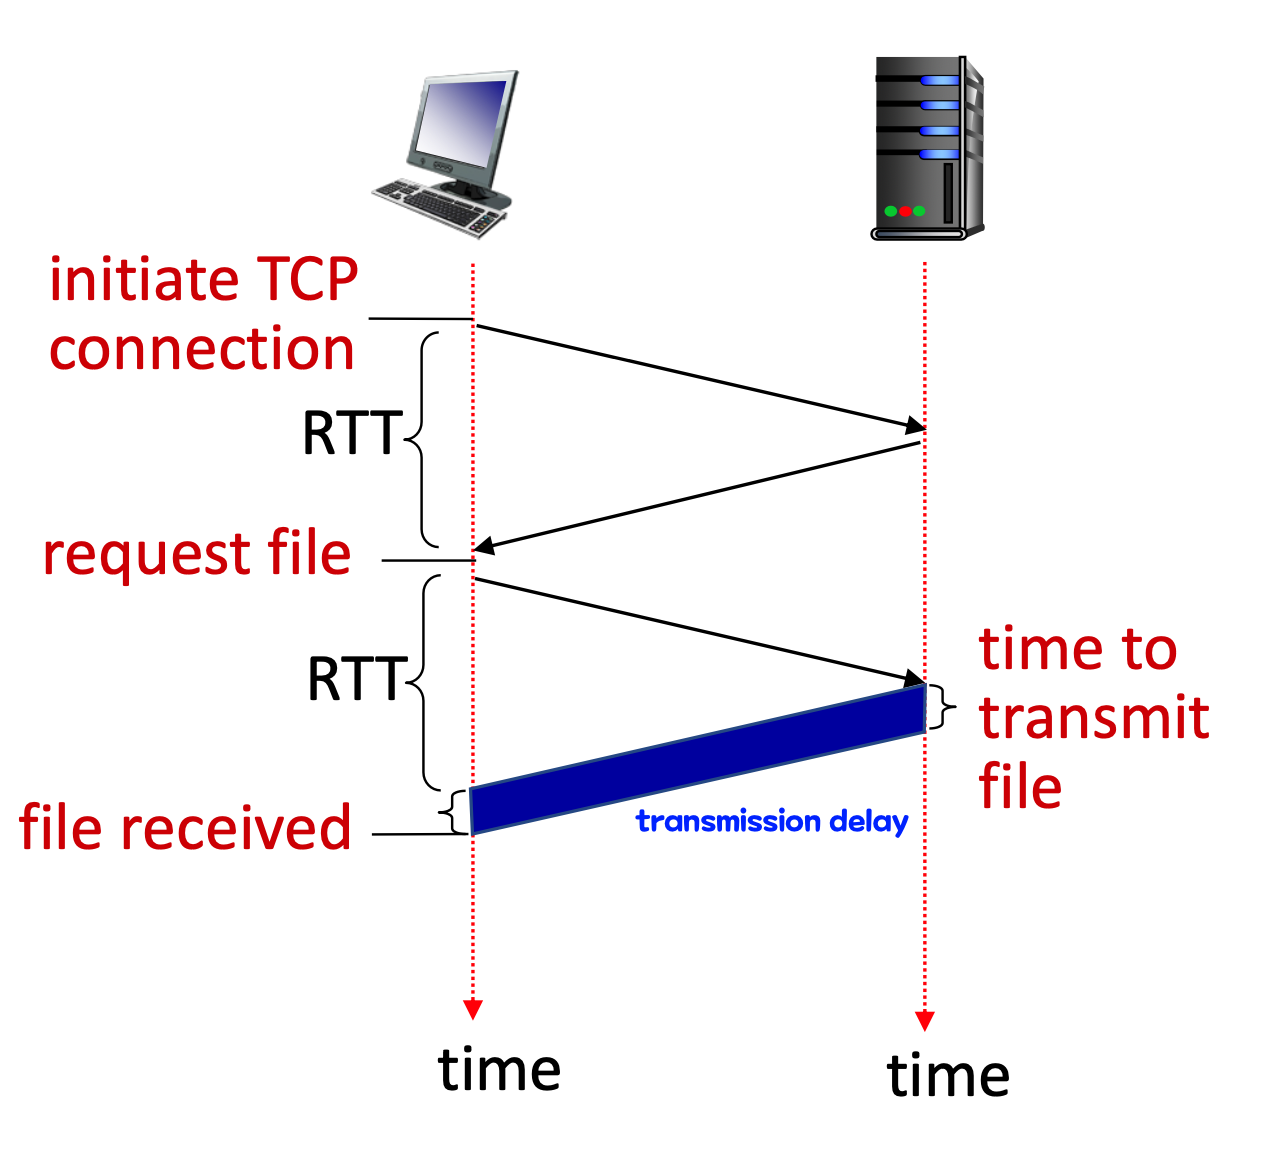 initiate TCP
connection
RTT
request file
RTT
time to
transmit
file
file received
transmission delay
time
time